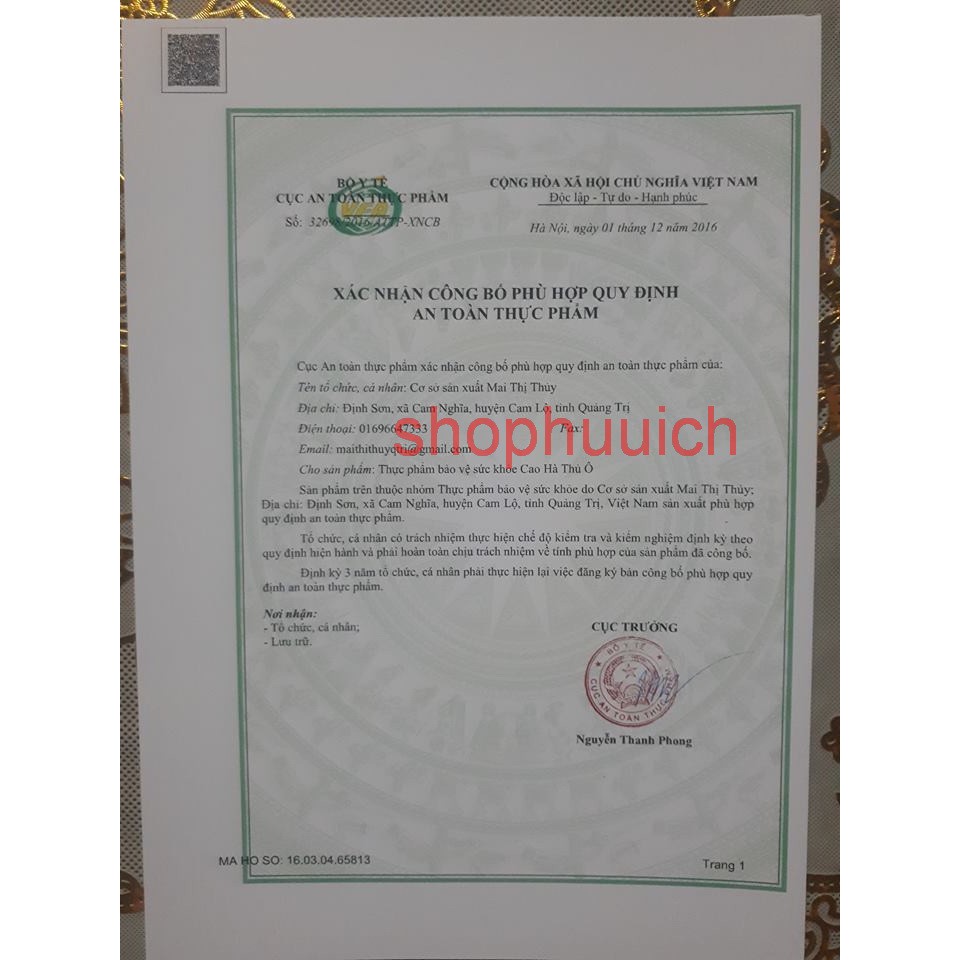 BỘ Y TẾ
CỤC AN TOÀN THỰC PHẨM
VFA
Số: 32698/2016/ATTP-XNCB
CỘNG HÒA XÃ HỘI CHỦ NGHĨA VIỆT NAM
Độc lập - Tự do - Hạnh phúc
Hà Nội, ngày 01 tháng 12 năm 2016
XÁC NHẬN CÔNG BỐ PHÙ HỢP QUY ĐỊNH
AN TOÀN THỰC PHẨM
Cục An toàn thực phẩm xác nhận công bố phù hợp quy định an toàn thực phẩm của:
Tên tổ chức, cá nhân: Cơ sở sản xuất Mai Thị Thủy
Địa chỉ: Định Sơn, xã Cam Nghĩa, huyện Cam Lộ, tỉnh Quảng Trị
Điện thoại: 01696647333 Fax:
shophuuich
Email: maithithuyqtri@gmail.com
Cho sản phẩm: Thực phẩm bảo vệ sức khỏe Cao Hà Thủ Ô
Sản phẩm trên thuộc nhóm Thực phẩm bảo vệ sức khỏe do Cơ sở sản xuất Mai Thị Thủy;
Địa chỉ: Định Sơn, xã Cam Nghĩa, huyện Cam Lộ, tỉnh Quảng Trị, Việt Nam sản xuất phù hợp
quy định an toàn thực phẩm.
Tổ chức, cá nhân có trách nhiệm thực hiện chế độ kiểm tra và kiểm nghiệm định kỳ theo
quy định hiện hành và phải hoàn toàn chịu trách nhiệm về tính phù hợp của sản phẩm đã công bố.
Định kỳ 3 năm tổ chức, cá nhân phải thực hiện lại việc đăng ký bản công bố phù hợp quy
định an toàn thực phẩm.
Nơi nhận:
- Tổ chức, cá nhân;
- Lưu trữ.
CỤC TRƯỞNG
BỘ Y TẾ
CỤC AN TOÀN THỰC PHẨM
Nguyễn Thanh Phong
MA HO SO: 16.03.04.65813
Trang 1